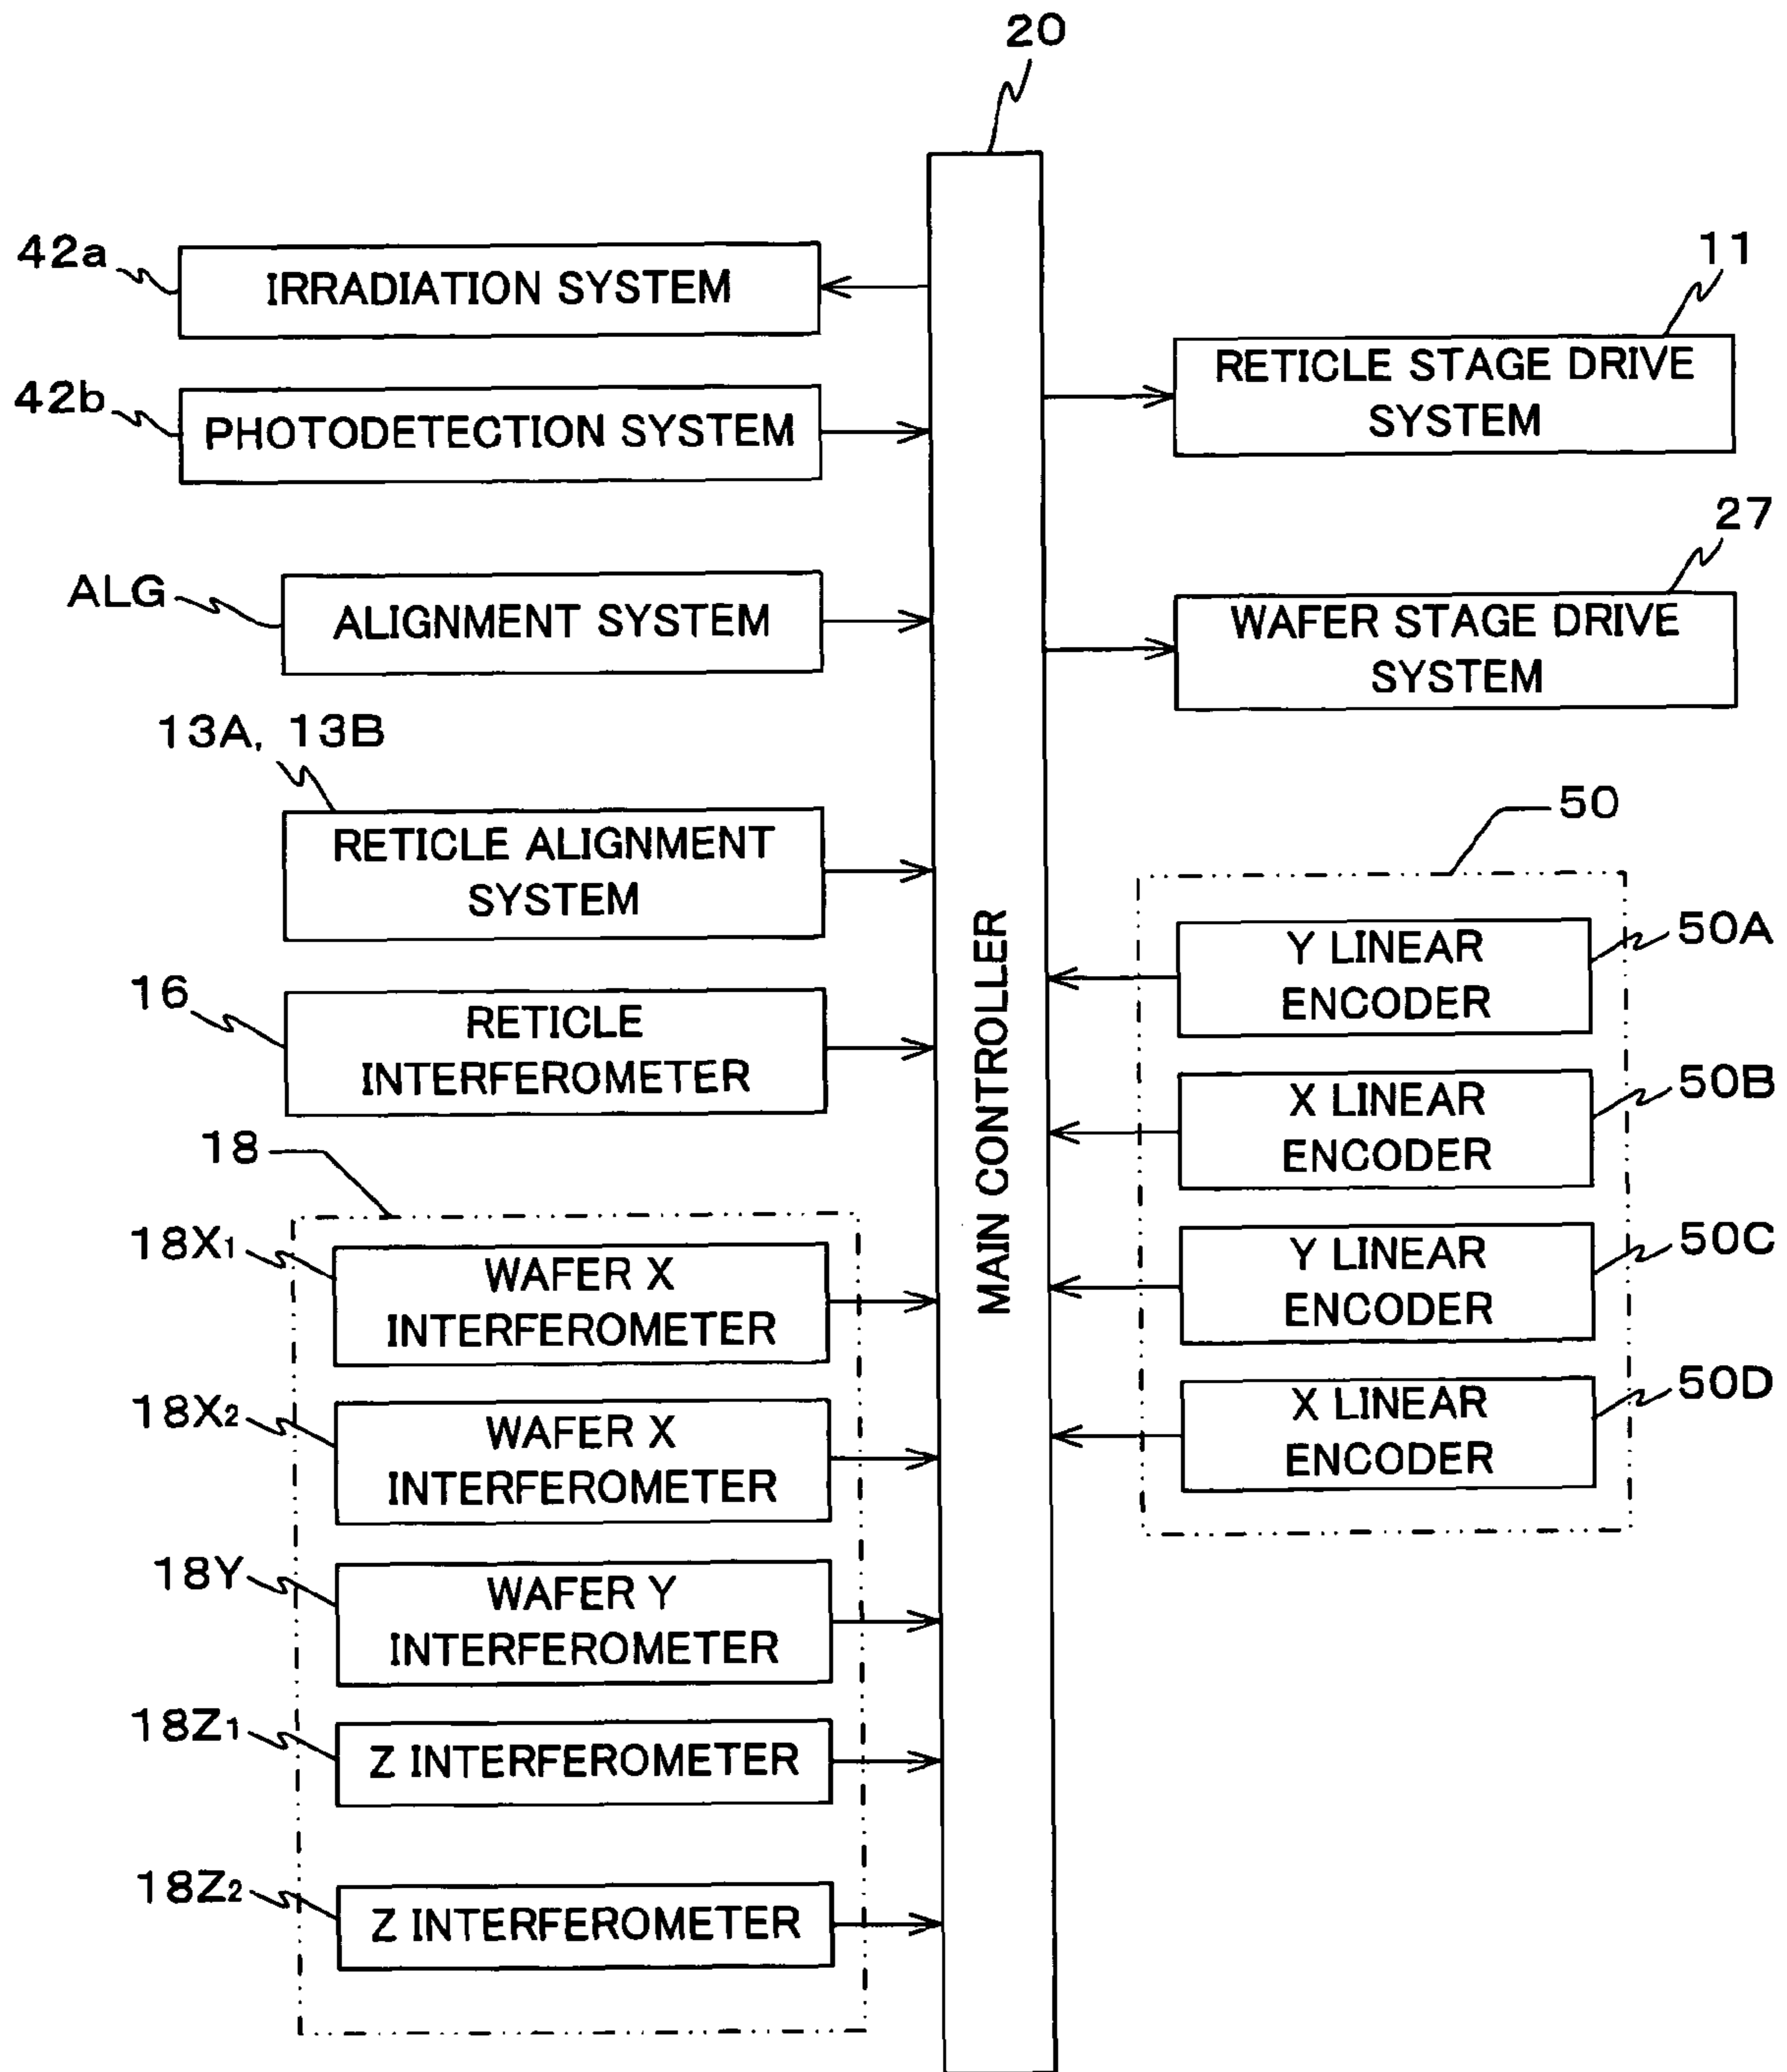 20
42a
IRRADIATION SYSTEM
42b
PHOTODETECTION SYSTEM
ALG
ALIGNMENT SYSTEM
13A, 13B
RETICLE ALIGNMENT
SYSTEM
16
RETICLE
INTERFEROMETER
18
18X1
WAFER X
INTERFEROMETER
18X2
WAFER X
INTERFEROMETER
18Y
WAFER Y
INTERFEROMETER
18Z1
Z INTERFEROMETER
18Z2
Z INTERFEROMETER
MAIN CONTROLLER
11
RETICLE STAGE DRIVE
SYSTEM
27
WAFER STAGE DRIVE
SYSTEM
50
Y LINEAR
ENCODER
50A
X LINEAR
ENCODER
50B
Y LINEAR
ENCODER
50C
X LINEAR
ENCODER
50D